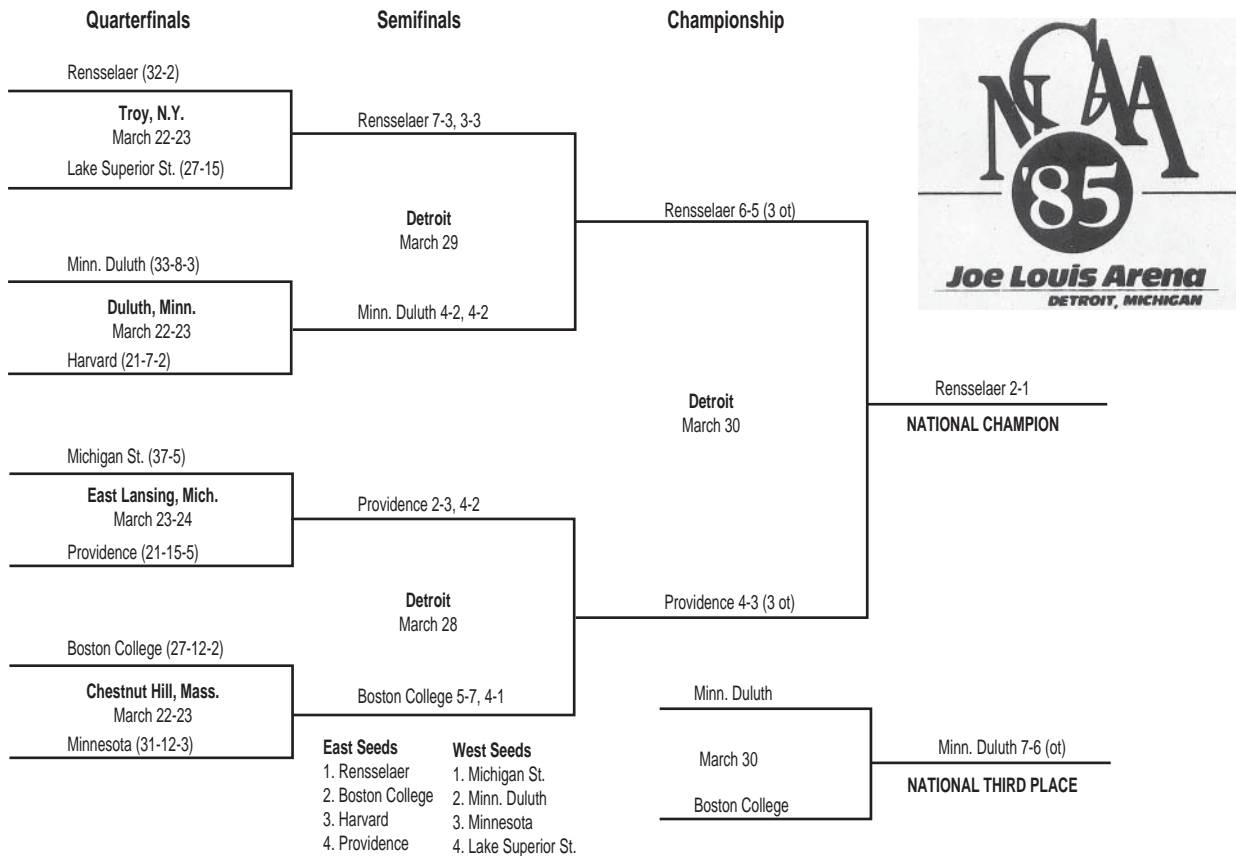 Quarterfinals
Semifinals
Championship
Rensselaer (32-2)
Troy, N.Y.
March 22-23
Lake Superior St. (27-15)
Minn. Duluth (33-8-3)
Duluth, Minn.
March 22-23
Harvard (21-7-2)
Michigan St. (37-5)
East Lansing, Mich.
March 23-24
Providence (21-15-5)
Boston College (27-12-2)
Chestnut Hill, Mass.
March 22-23
Minnesota (31-12-3)
Rensselaer 7-3, 3-3
Detroit
March 29
Minn. Duluth 4-2, 4-2
Providence 2-3, 4-2
Detroit
March 28
Boston College 5-7, 4-1
Rensselaer 6-5 (3 ot)
Detroit
March 30
Providence 4-3 (3 ot)
Rensselaer 2-1
NATIONAL CHAMPION
Minn. Duluth
March 30
Boston College
Minn. Duluth 7-6 (ot)
NATIONAL THIRD PLACE
East Seeds
1. Rensselaer
2. Boston College
3. Harvard
4. Providence
West Seeds
1. Michigan St.
2. Minn. Duluth
3. Minnesota
4. Lake Superior St.
NCAA
'85
Joe Louis Arena
DETROIT, MICHIGAN